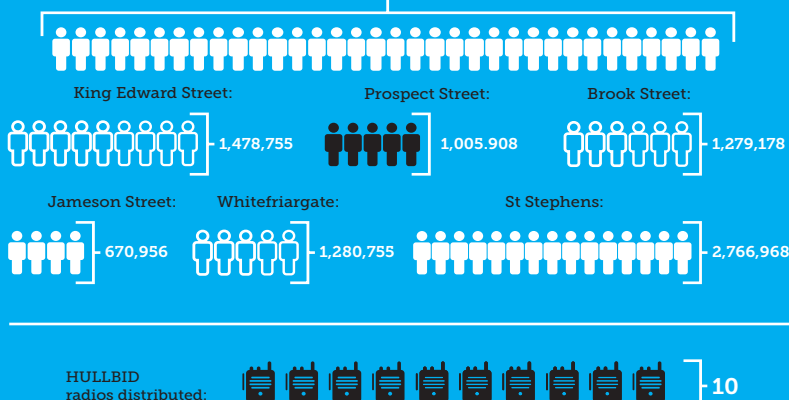 King Edward Street:
Prospect Street:
Brook Street:
1,478,755
1,005.908
1,279,178
Jameson Street:
Whitefriargate:
St Stephens:
670,956
1,280,755
2,766,968
HULLBID
radios distributed:
10